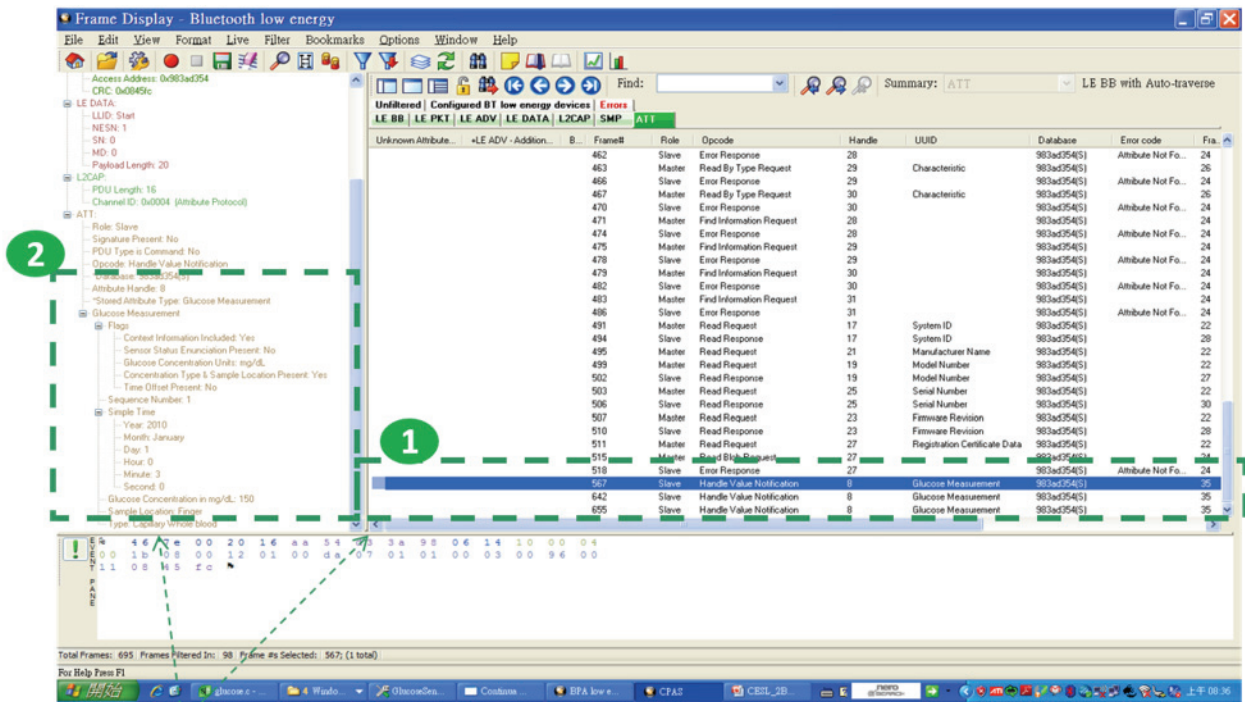 Frame Display - Bluetooth low energy
File Edit View Format Live Filter Bookmarks Options Window Help
Find:
Summary: ATT
LE BB with Auto-traverse
Unfiltered Configured BT low energy devices Errors
LE BB LE PKT LE ADV LE DATA L2CAP SMP ATT
Access Address: 0x983ad354
CRC: 0x0845fc
LE DATA:
LLID: Start
NESN: 1
SN: 0
MD: 0
Payload Length: 20
L2CAP:
PDU Length: 16
Channel ID: 0x0004 (Attribute Protocol)
ATT:
Role: Slave
Signature Present: No
PDU Type is Command: No
Opcode: Handle Value Notification
*Database: 983ad354(S)
Attribute Handle: 8
*Stored Attribute Type: Glucose Measurement
Glucose Measurement
Flags
Context Information Included: Yes
Sensor Status Enunciation Present: No
Glucose Concentration Units: mg/dL
Concentration Type & Sample Location Present: Yes
Time Offset Present: No
Sequence Number: 1
Simple Time
Year: 2010
Month: January
Day: 1
Hour: 0
Minute: 3
Second: 0
Glucose Concentration in mg/dL: 150
Sample Location: Finger
Type: Capillary Whole blood
2
1
Unknown Attribute... +LE ADV - Addition... B... Frame# Role Opcode Handle UUID Database Error code Fra..
462 Slave Error Response 28 983ad354(S) Attribute Not Fo... 24
463 Master Read By Type Request 29 Characteristic 983ad354(S) 26
466 Slave Error Response 29 983ad354(S) Attribute Not Fo... 24
467 Master Read By Type Request 30 Characteristic 983ad354(S) 26
470 Slave Error Response 30 983ad354(S) Attribute Not Fo... 24
471 Master Find Information Request 28 983ad354(S) 24
474 Slave Error Response 28 983ad354(S) Attribute Not Fo... 24
475 Master Find Information Request 29 983ad354(S) 24
478 Slave Error Response 29 983ad354(S) Attribute Not Fo... 24
479 Master Find Information Request 30 983ad354(S) 24
482 Slave Error Response 30 983ad354(S) Attribute Not Fo... 24
483 Master Find Information Request 31 983ad354(S) 24
486 Slave Error Response 31 983ad354(S) Attribute Not Fo... 24
491 Master Read Request 17 System ID 983ad354(S) 22
494 Slave Read Response 17 System ID 983ad354(S) 28
495 Master Read Request 21 Manufacturer Name 983ad354(S) 22
499 Master Read Request 19 Model Number 983ad354(S) 22
502 Slave Read Response 19 Model Number 983ad354(S) 27
503 Master Read Request 25 Serial Number 983ad354(S) 22
506 Slave Read Response 25 Serial Number 983ad354(S) 30
507 Master Read Request 23 Firmware Revision 983ad354(S) 22
510 Slave Read Response 23 Firmware Revision 983ad354(S) 28
511 Master Read Request 27 Registration Certificate Data 983ad354(S) 22
515 Master Read Blob Request 27 983ad354(S) 24
518 Slave Error Response 27 983ad354(S) Attribute Not Fo... 24
567 Slave Handle Value Notification 8 Glucose Measurement 983ad354(S) 35
642 Slave Handle Value Notification 8 Glucose Measurement 983ad354(S) 35
655 Slave Handle Value Notification 8 Glucose Measurement 983ad354(S) 35
EVENT PANE
46 7e 00 20 16 aa 54 d3 3a 98 06 14 10 00 04
00 1b 08 00 12 01 00 da 07 01 01 00 03 00 96 00
11 08 45 fc
Total Frames: 695 Frames Filtered In: 98 Frame #s Selected: 567; (1 total)
For Help Press F1
開始 glucose.c - ... 4 Windo... GlucoseSen... Continua ... BPA low e... CPAS CESL_2B... nero 上午 08:36